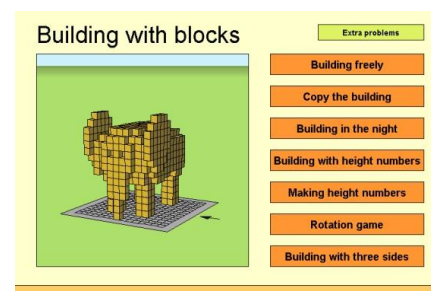 Building with blocks
Extra problems
Building freely
Copy the building
Building in the night
Building with height numbers
Making height numbers
Rotation game
Building with three sides